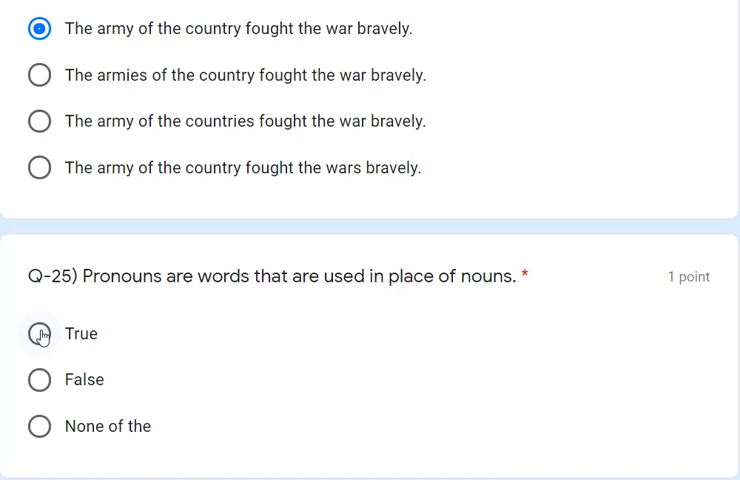 The army of the country fought the war bravely.
The armies of the country fought the war bravely.
The army of the countries fought the war bravely.
The army of the country fought the wars bravely.
Q-25) Pronouns are words that are used in place of nouns. *
1 point
True
False
None of the